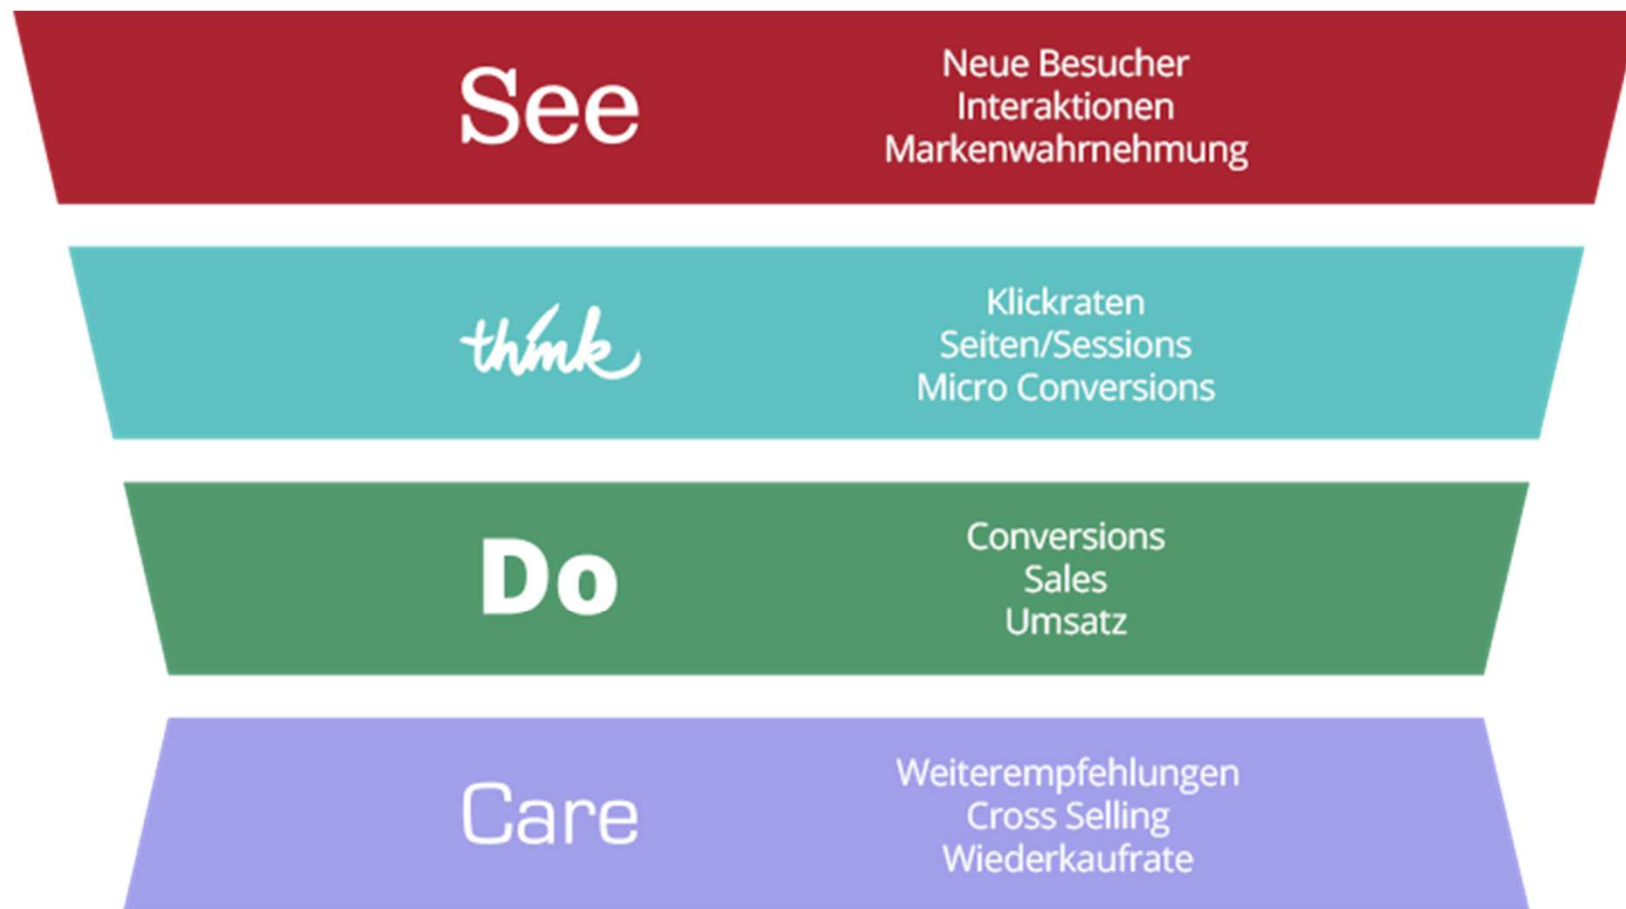 See
Neue Besucher
Interaktionen
Markenwahrnehmung
think
Klickraten
Seiten/Sessions
Micro Conversions
Do
Conversions
Sales
Umsatz
Care
Weiterempfehlungen
Cross Selling
Wiederkaufrate